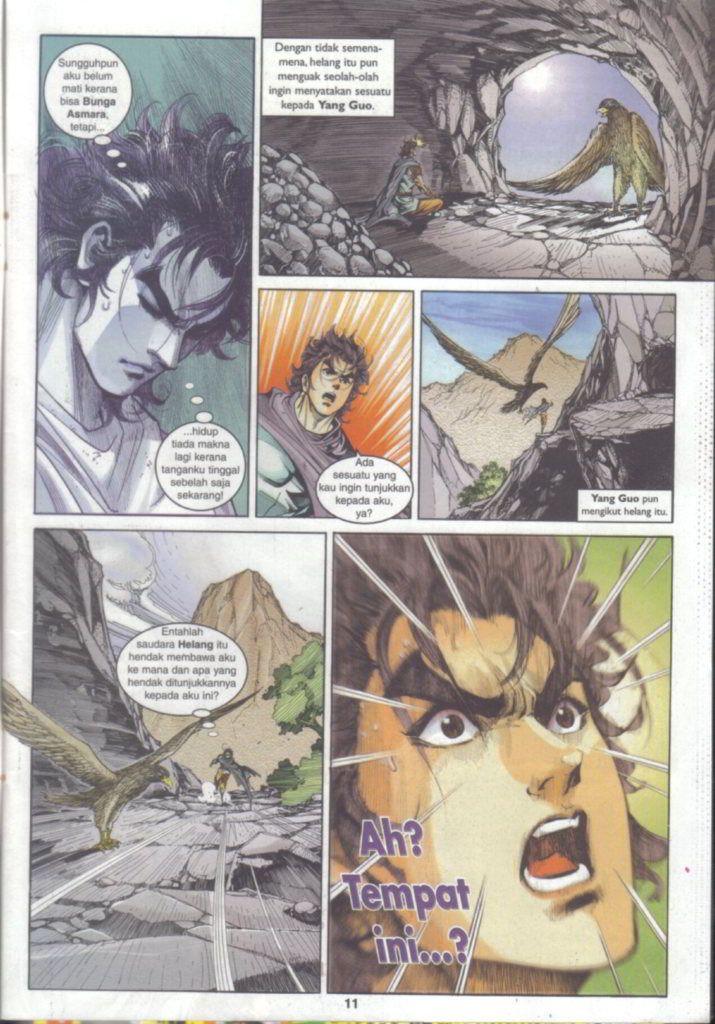 Sungguhpun
aku belum
mati kerana
bisa Bunga
Asmara,
tetapi...
...hidup
tiada makna
lagi kerana
tanganku tinggal
sebelah saja
sekarang!
Dengan tidak semena-
mena, helang itu pun
menguak seolah-olah
ingin menyatakan sesuatu
kepada Yang Guo.
Ada
sesuatu yang
kau ingin tunjukkan
kepada aku,
ya?
Yang Guo pun
mengikut helang itu.
Entahlah
saudara Helang itu
hendak membawa aku
ke mana dan apa yang
hendak ditunjukkannya
kepada aku ini?
Ah?
Tempat
ini...?
11